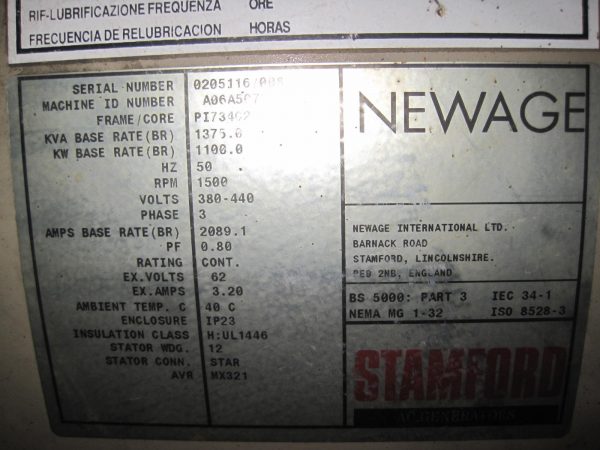 RIF-LUBRIFICAZIONE FREQUENZA ORE
FRECUENCIA DE RELUBRICACION HORAS
SERIAL NUMBER 0205116/008
MACHINE ID NUMBER
FRAME/CORE
KVA BASE RATE(BR) 1375.0
KW BASE RATE(BR) 1100.0
HZ 50
RPM 1500
VOLTS 380-440
PHASE 3
AMPS BASE RATE(BR) 2089.1
PF 0.80
RATING CONT.
EX.VOLTS 62
EX.AMPS 3.20
AMBIENT TEMP. C 40 C
ENCLOSURE IP23
INSULATION CLASS H:UL1446
STATOR WDG. 12
STATOR CONN. STAR
AVR MX321
NEWAGE
NEWAGE INTERNATIONAL LTD.
BARNACK ROAD
STAMFORD, LINCOLNSHIRE.
PE9 2NB, ENGLAND
BS 5000: PART 3 IEC 34-1
NEMA MG 1-32 ISO 8528-3
STAMFORD
AC GENERATORS